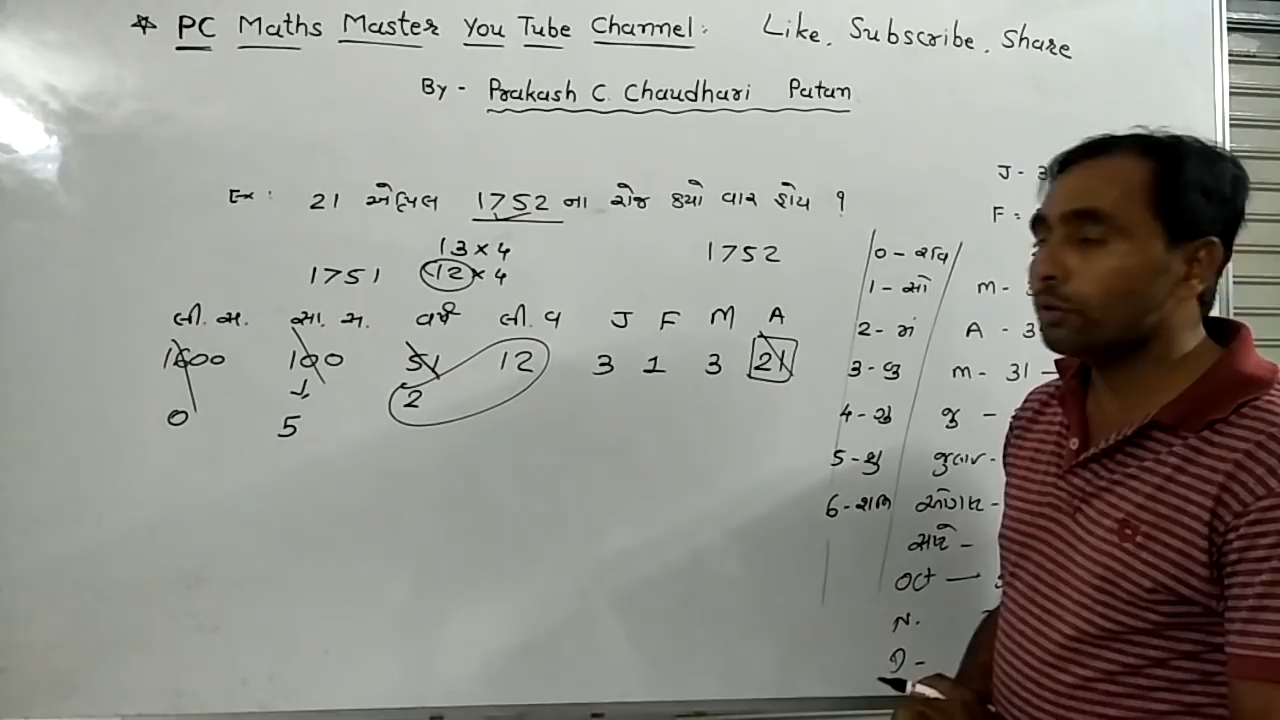 ☆ PC Maths Master You Tube Channel: Like, Subscribe, Share
By - Prakash C. Chaudhari Patan
Ex: 21 એપ્રિલ 1752 ના રોજ કયો વાર હોય ?
13 × 4
1751 12 × 4 1752
લી.સ. સા.સ. વર્ષ લી.વ J F M A
1600 100 51 12 3 1 3 21
0 5 2
0 - રવિ
1 - સો
2 - મં
3 - બુ
4 - ગુ
5 - શુ
6 - શનિ
J - 3
F =
M -
A - 3
M - 31 -
જુ -
જુલાઇ -
ઓગષ્ટ -
સપ્ટે -
Oct -
N.
D -